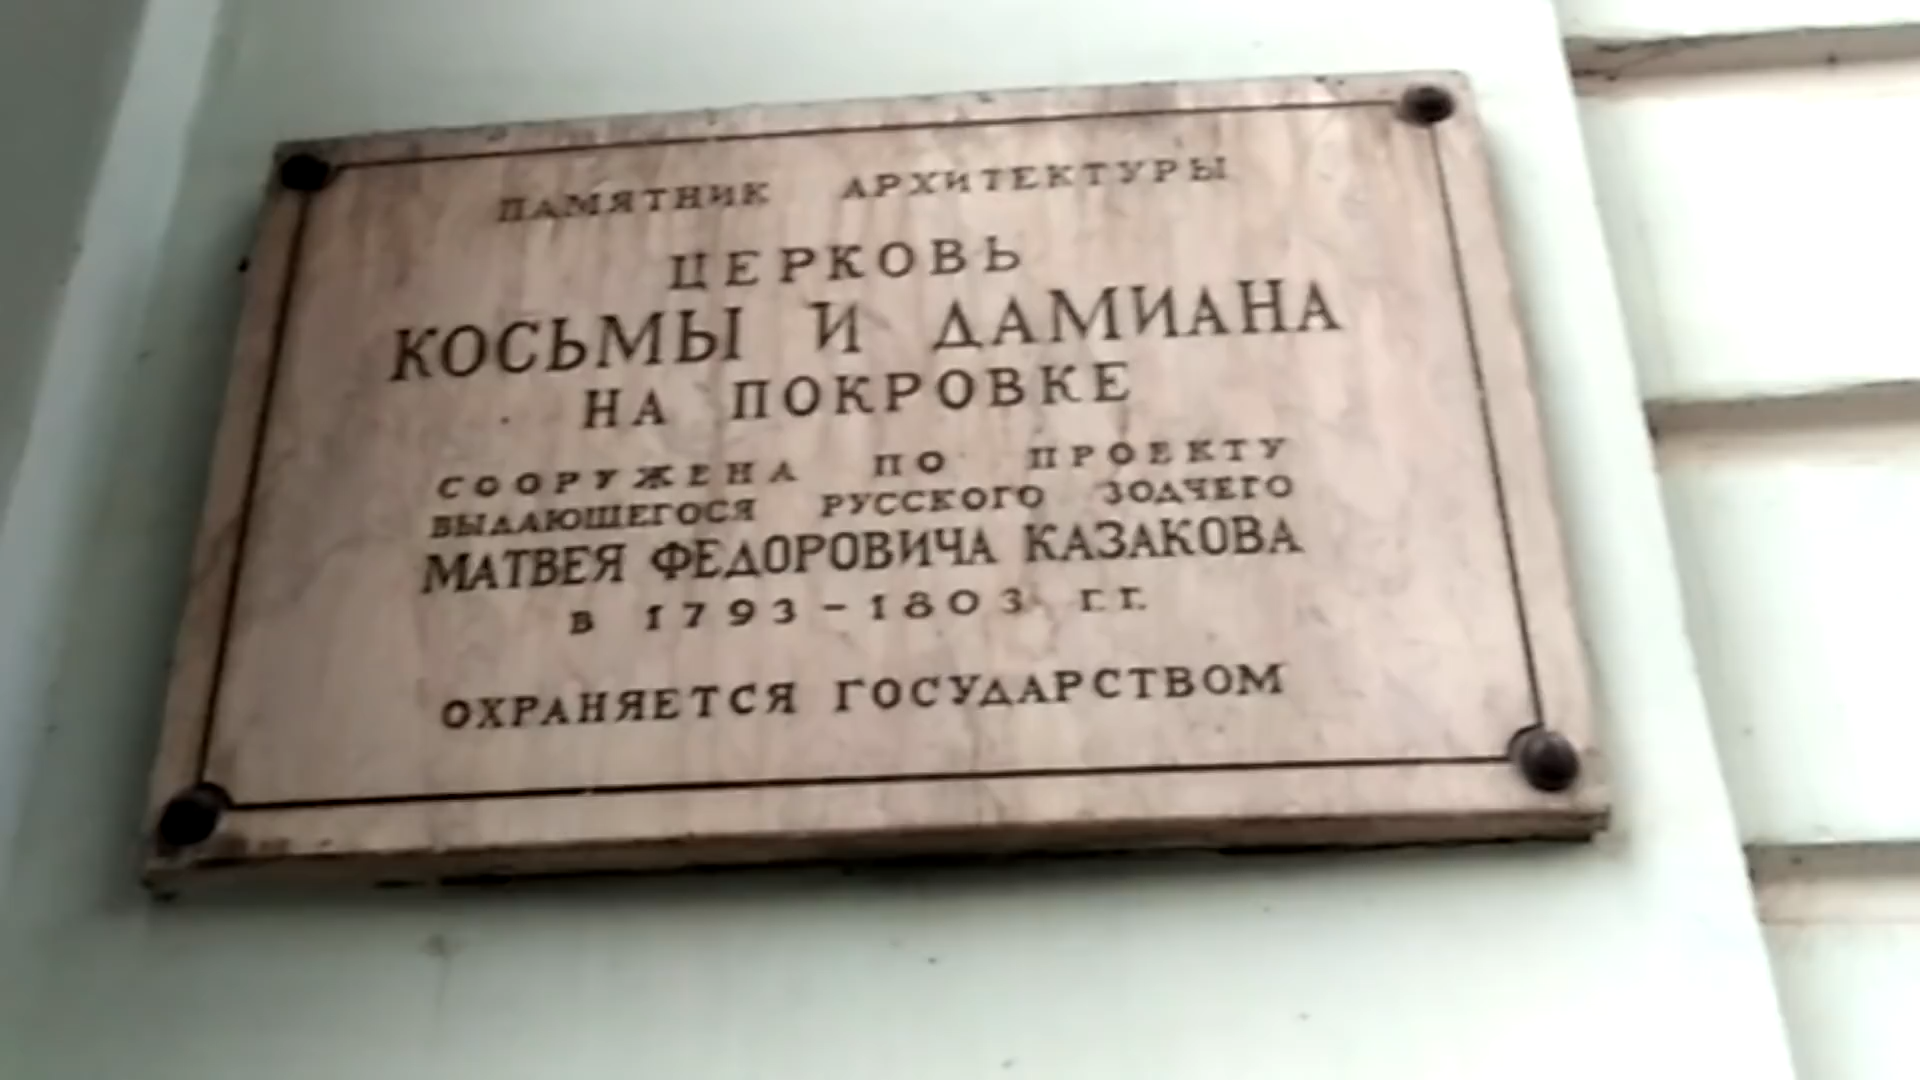 ПАМЯТНИК АРХИТЕКТУРЫ
ЦЕРКОВЬ
КОСЬМЫ И ДАМИАНА
НА ПОКРОВКЕ
СООРУЖЕНА ПО ПРОЕКТУ
ВЫДАЮЩЕГОСЯ РУССКОГО ЗОДЧЕГО
МАТВЕЯ ФЕДОРОВИЧА КАЗАКОВА
В 1793-1803 Г.Г.
ОХРАНЯЕТСЯ ГОСУДАРСТВОМ